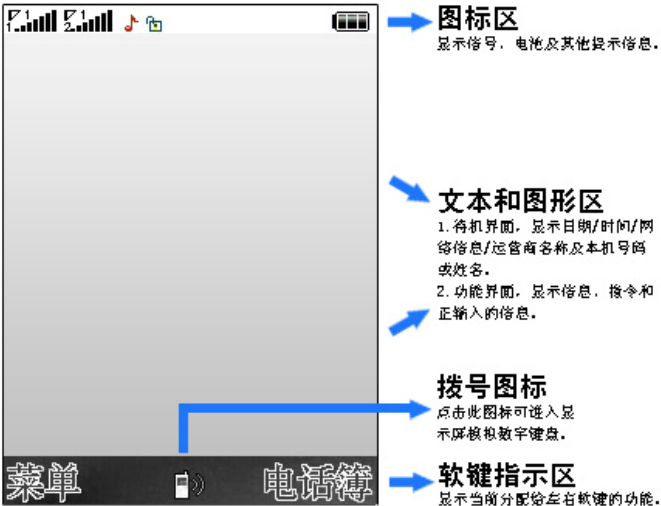 图标区
显示信号, 电池及其他提示信息.
文本和图形区
1.待机界面, 显示日期/时间/网
络信息/运营商名称及本机号码
或姓名.
2.功能界面, 显示信息, 指令和
正输入的信息.
拨号图标
点击此图标可进入显
示屏模拟数字键盘.
菜单
电话簿
软键指示区
显示当前分配给左右软键的功能.